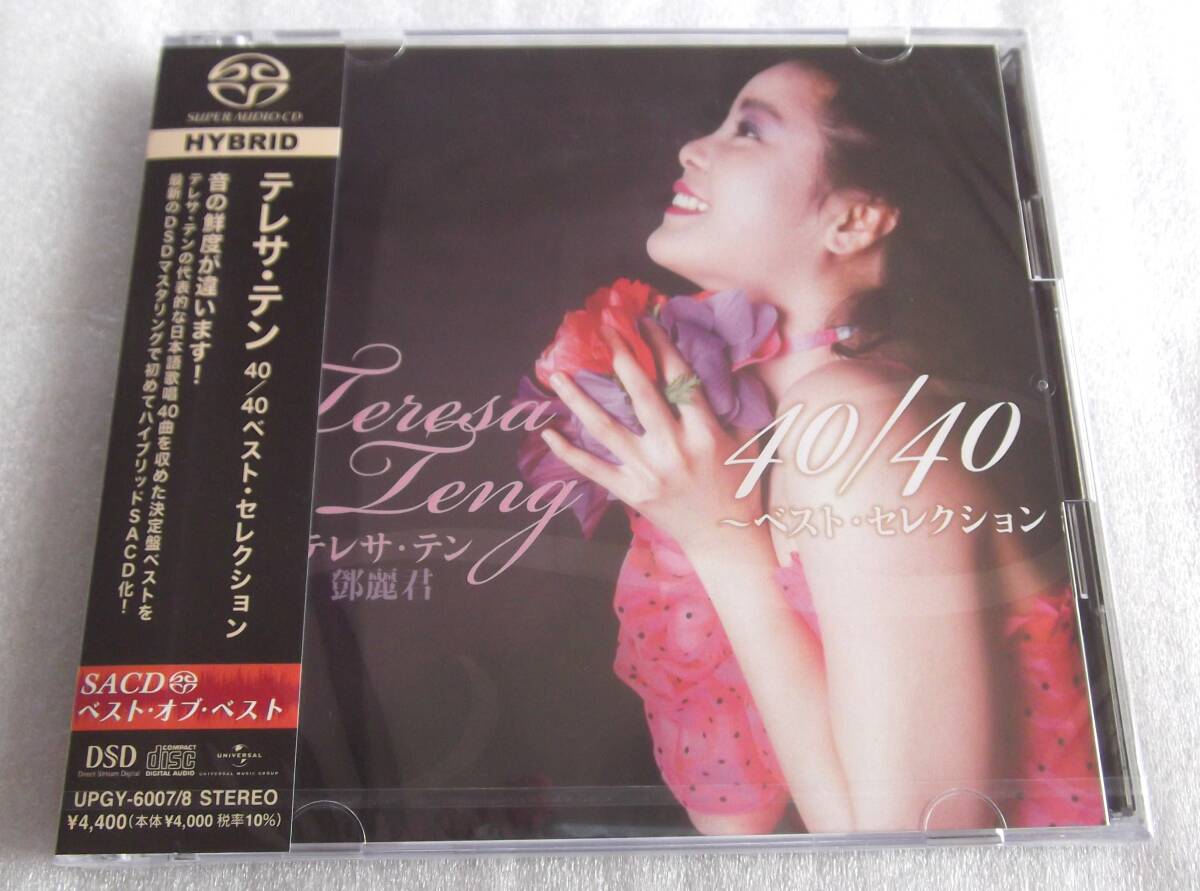 SUPER AUDIO CD
HYBRID
テレサ・テン 40/40ベスト・セレクション
音の鮮度が違います!
テレサ・テンの代表的な日本語歌唱40曲を収めた決定盤ベストを
最新のDSDマスタリングで初めてハイブリッドSACD化!
SACD
ベスト・オブ・ベスト
DSD
Direct Stream Digital
COMPACT
disc
DIGITAL AUDIO
UNIVERSAL
UNIVERSAL MUSIC GROUP
UPGY-6007/8 STEREO
¥4,400(本体¥4,000 税率10%)
Teresa
Teng
テレサ・テン
鄧麗君
40/40
~ベスト・セレクション